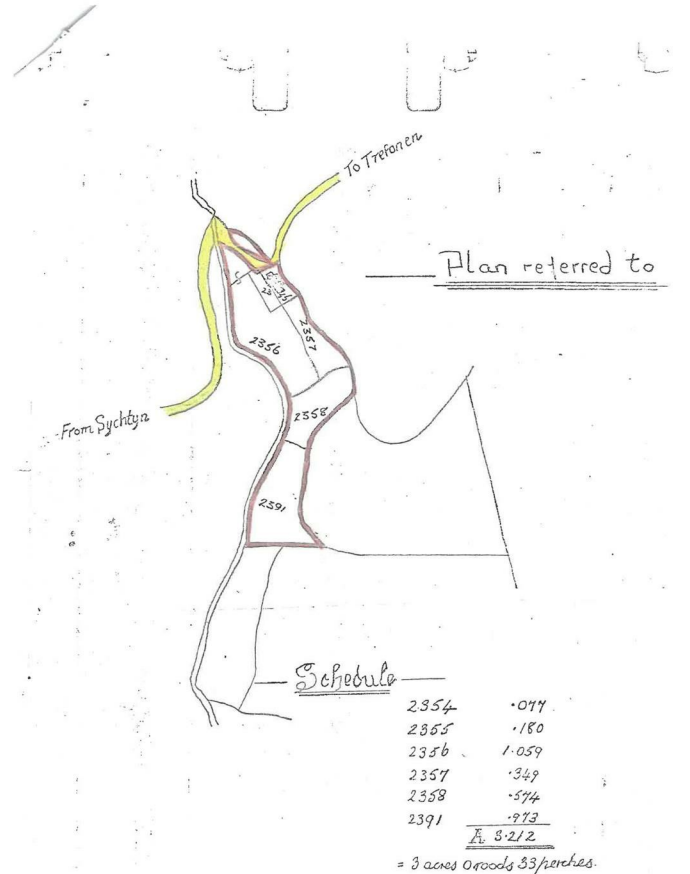 To Trefonen
Plan referred to
2356
2357
From Sychtyn
2358
2391
Schedule
2354 ·077
2355 ·180
2356 1·059
2357 ·349
2358 ·574
2391 ·973
A 3·212
= 3 acres 0 roods 33 perches.